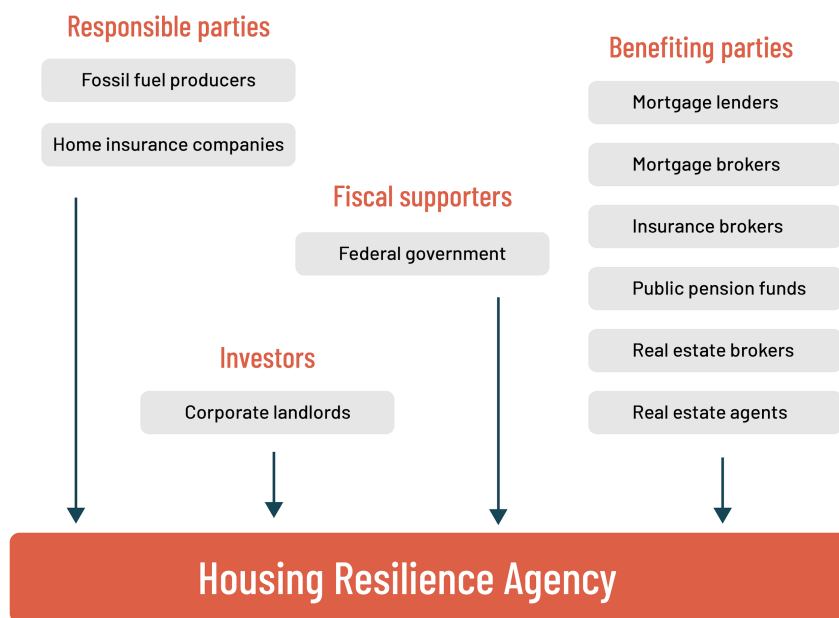 Responsible parties
Fossil fuel producers
Home insurance companies
Fiscal supporters
Federal government
Investors
Corporate landlords
Benefiting parties
Mortgage lenders
Mortgage brokers
Insurance brokers
Public pension funds
Real estate brokers
Real estate agents
Housing Resilience Agency